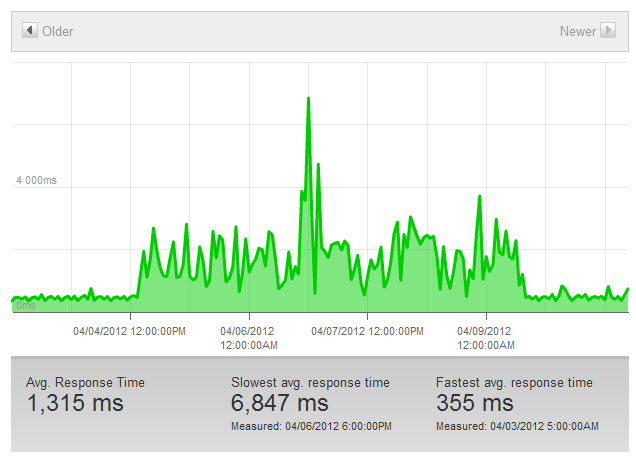 Older
Newer
4 000ms
0ms
04/04/2012 12:00:00PM
04/06/2012
12:00:00AM
04/07/2012 12:00:00PM
04/09/2012
12:00:00AM
Avg. Response Time
1,315 ms
Slowest avg. response time
6,847 ms
Measured: 04/06/2012 6:00:00PM
Fastest avg. response time
355 ms
Measured: 04/03/2012 5:00:00AM